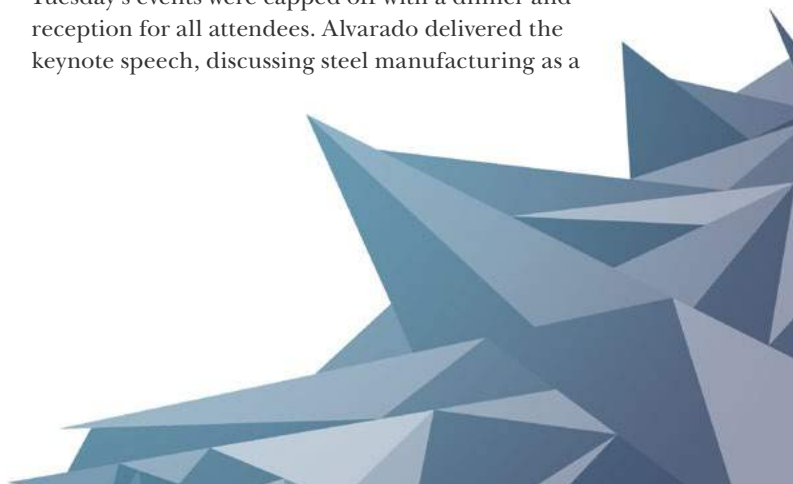 Tuesday's events were capped off with a dinner and
reception for all attendees. Alvarado delivered the
keynote speech, discussing steel manufacturing as a